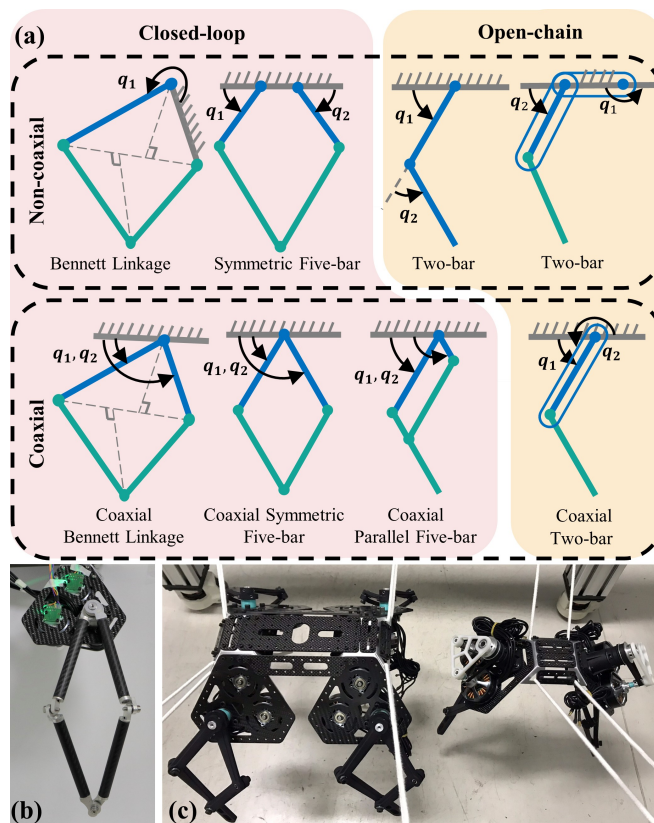 (a)
Closed-loop
Open-chain
Non-coaxial
q₁
q₁
q₂
q₁
q₂
q₂
q₁
Bennett Linkage
Symmetric Five-bar
Two-bar
Two-bar
Coaxial
q₁, q₂
q₁, q₂
q₁, q₂
q₁
q₂
Coaxial
Bennett Linkage
Coaxial Symmetric
Five-bar
Coaxial
Parallel Five-bar
Coaxial
Two-bar
(b)
(c)